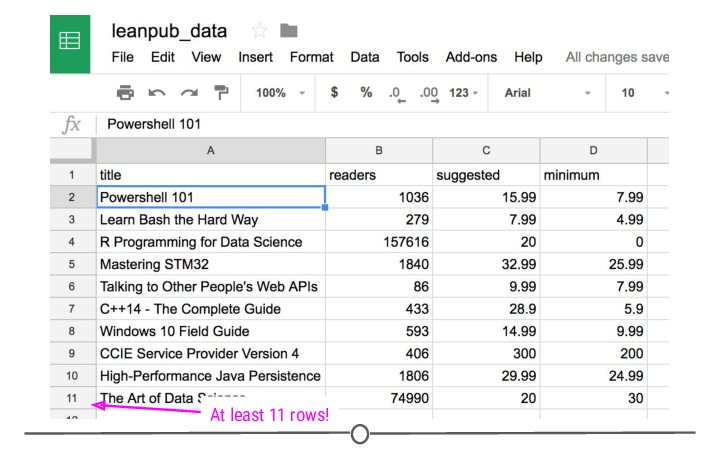 leanpub_data
File Edit View Insert Format Data Tools Add-ons Help All changes save
100% $ % .0 .00 123 Arial 10
fx Powershell 101
A B C D
1 title readers suggested minimum
2 Powershell 101 1036 15.99 7.99
3 Learn Bash the Hard Way 279 7.99 4.99
4 R Programming for Data Science 157616 20 0
5 Mastering STM32 1840 32.99 25.99
6 Talking to Other People's Web APIs 86 9.99 7.99
7 C++14 - The Complete Guide 433 28.9 5.9
8 Windows 10 Field Guide 593 14.99 9.99
9 CCIE Service Provider Version 4 406 300 200
10 High-Performance Java Persistence 1806 29.99 24.99
11 The Art of Data 74990 20 30
At least 11 rows!